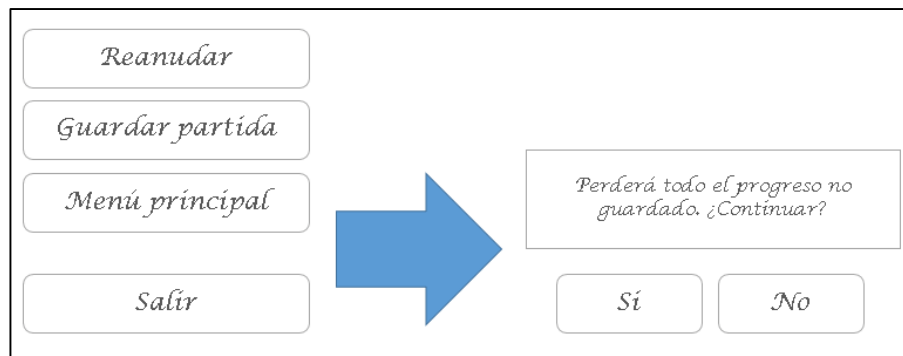 Reanudar
Guardar partida
Menú principal
Salir
Perderá todo el progreso no
guardado. ¿Continuar?
Sí
No